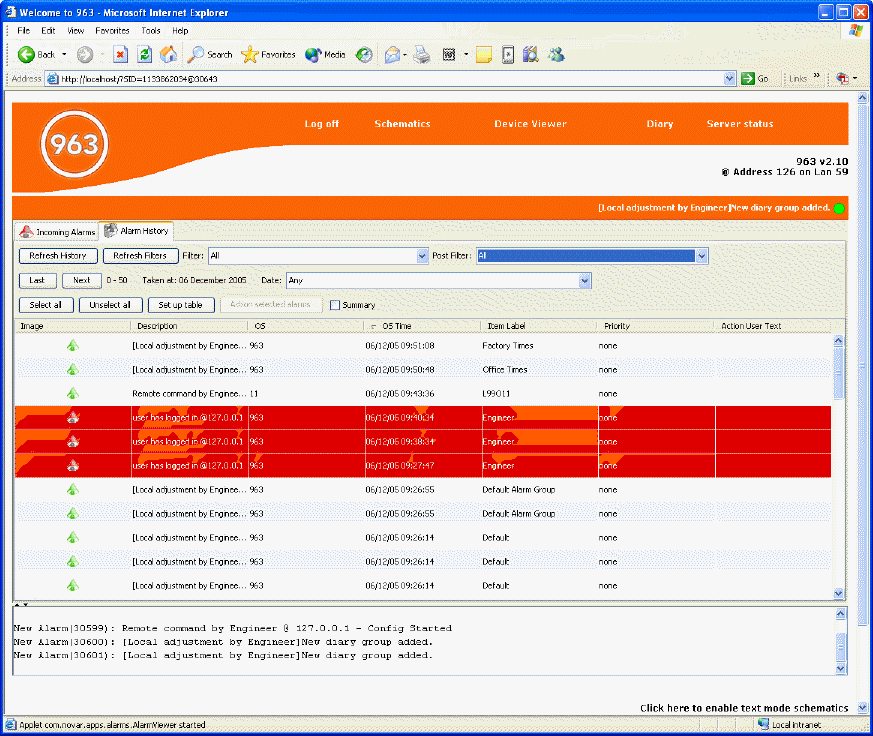 Welcome to 963 - Microsoft Internet Explorer
File Edit View Favorites Tools Help
Back Search Favorites Media
Address http://localhost/?SID=1133862034@30643 Go Links
963
Log off Schematics Device Viewer Diary Server status
963 v2.10
@ Address 126 on Lan 59
[Local adjustment by Engineer]New diary group added.
Incoming Alarms Alarm History
Refresh History Refresh Filters Filter: All Post Filter: All
Last Next 0 - 50 Taken at: 06 December 2005 Date: Any
Select all Unselect all Set up table Action selected alarms Summary
Image Description OS OS Time Item Label Priority Action User Text
[Local adjustment by Enginee... 963 06/12/05 09:51:08 Factory Times none
[Local adjustment by Enginee... 963 06/12/05 09:50:48 Office Times none
Remote command by Enginee... 11 06/12/05 09:43:36 L99O11 none
user has logged in @127.0.0.1 963 06/12/05 09:40:34 Engineer none
user has logged in @127.0.0.1 963 06/12/05 09:38:34 Engineer none
user has logged in @127.0.0.1 963 06/12/05 09:27:47 Engineer none
[Local adjustment by Enginee... 963 06/12/05 09:26:55 Default Alarm Group none
[Local adjustment by Enginee... 963 06/12/05 09:26:55 Default Alarm Group none
[Local adjustment by Enginee... 963 06/12/05 09:26:14 Default none
[Local adjustment by Enginee... 963 06/12/05 09:26:14 Default none
[Local adjustment by Enginee... 963 06/12/05 09:26:14 Default none
New Alarm|30599): Remote command by Engineer @ 127.0.0.1 - Config Started
New Alarm|30600): [Local adjustment by Engineer]New diary group added.
New Alarm|30601): [Local adjustment by Engineer]New diary group added.
Click here to enable text mode schematics
Applet com.novar.apps.alarms.AlarmViewer started Local intranet